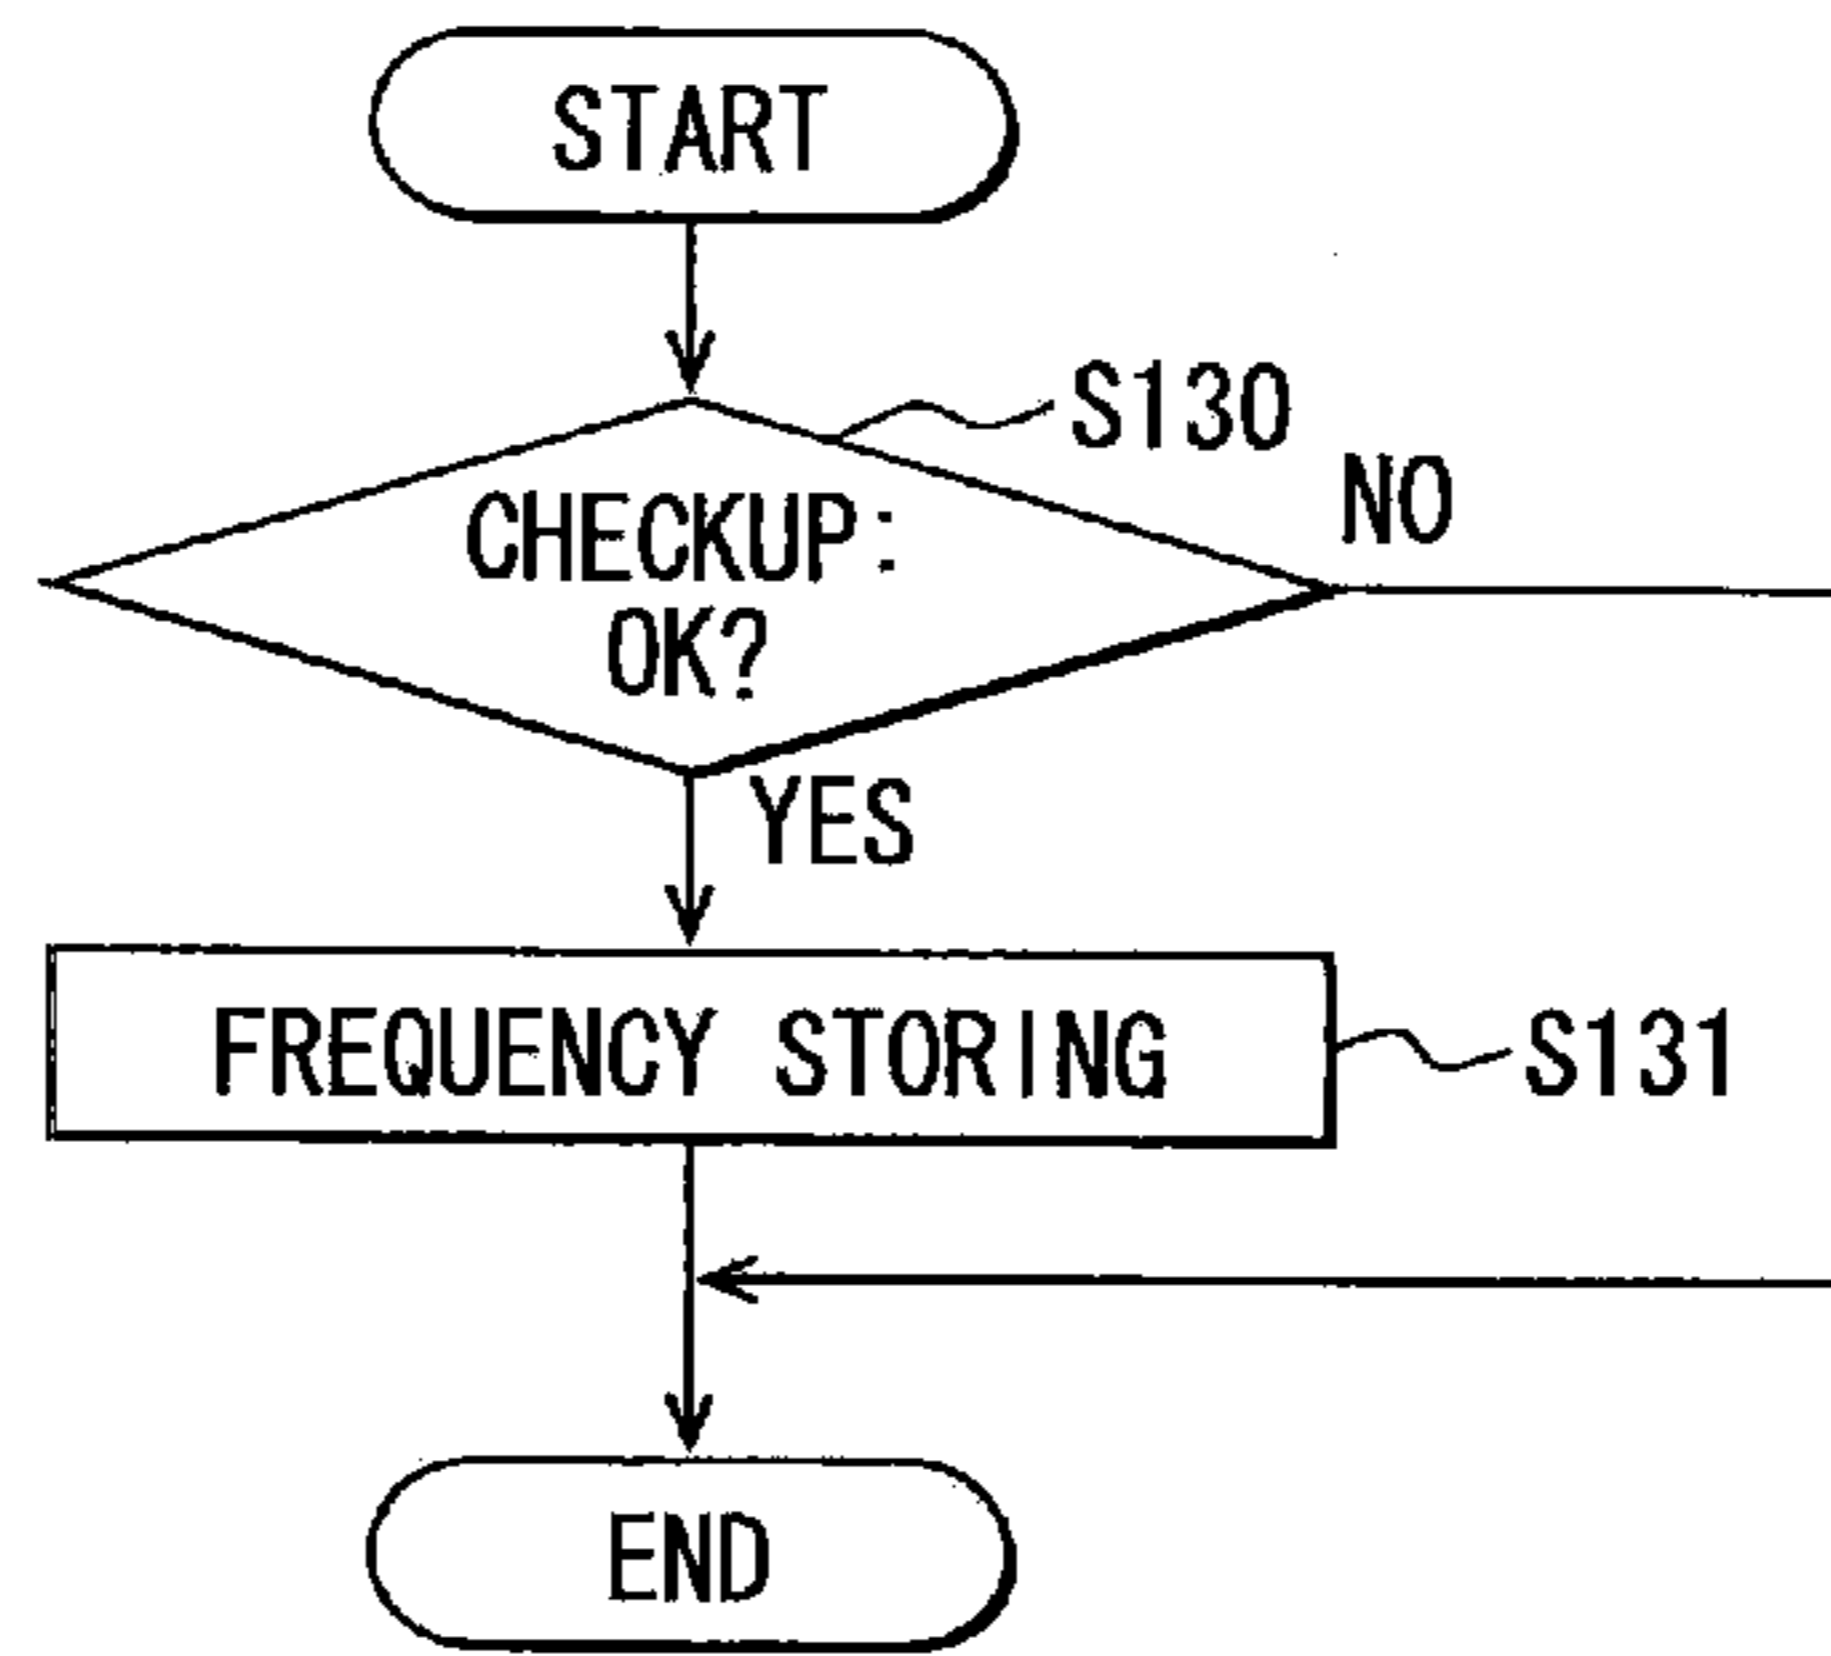 START
S130
NO
CHECKUP:
OK?
YES
FREQUENCY STORING
S131
END